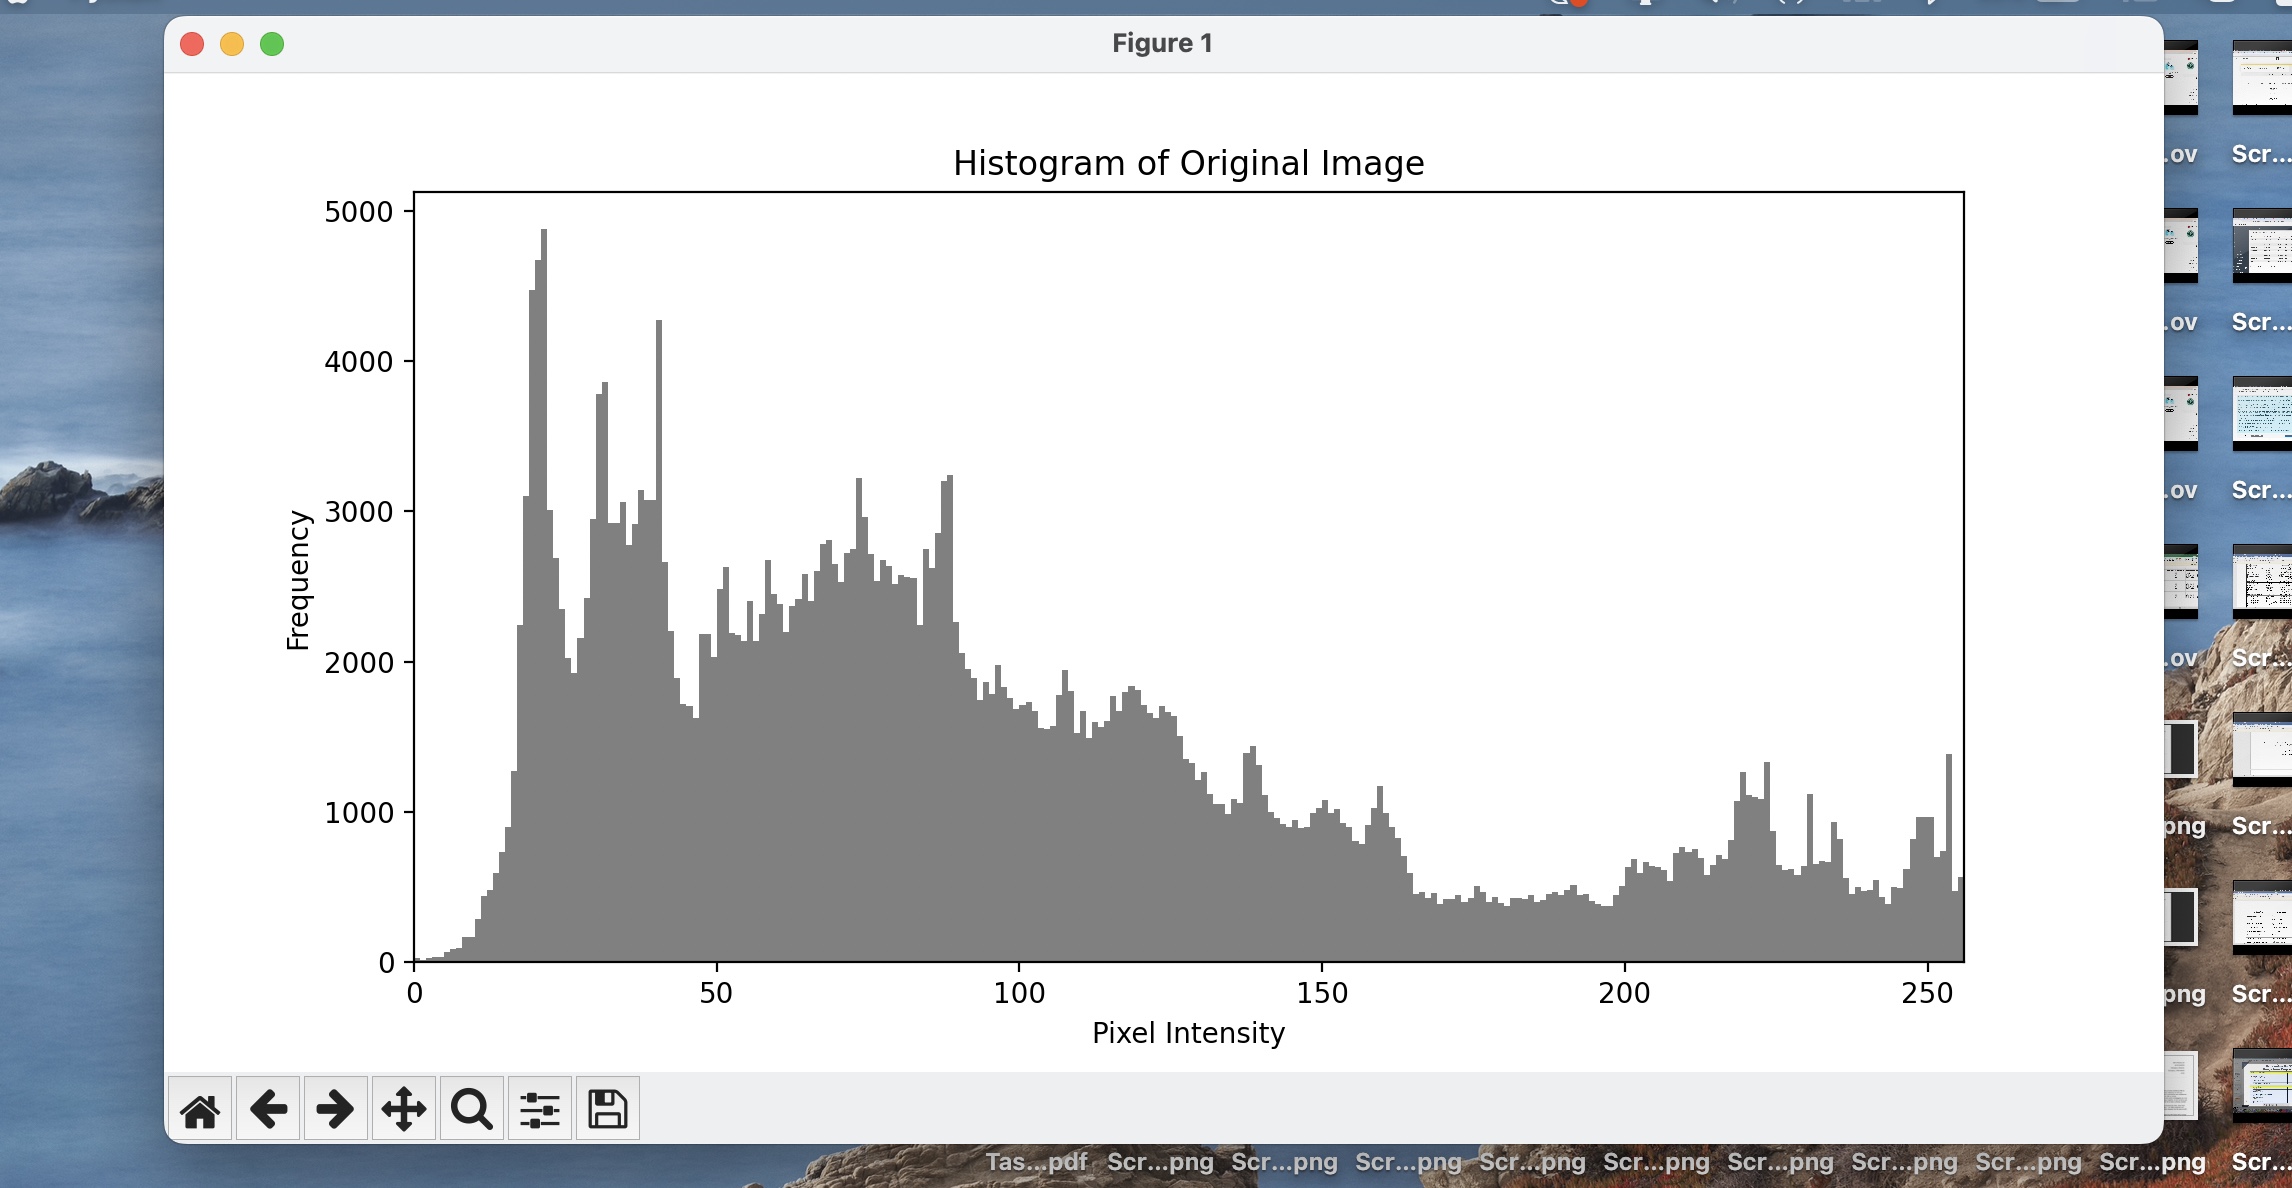 Figure 1
Histogram of Original Image
5000
4000
3000
2000
1000
0
Frequency
0 50 100 150 200 250
Pixel Intensity
.ov Scr...
.ov Scr...
.ov Scr...
.ov Scr...
png Scr...
png Scr...
Tas...pdf Scr...png Scr...png Scr...png Scr...png Scr...png Scr...png Scr...png Scr...png Scr...png Scr...